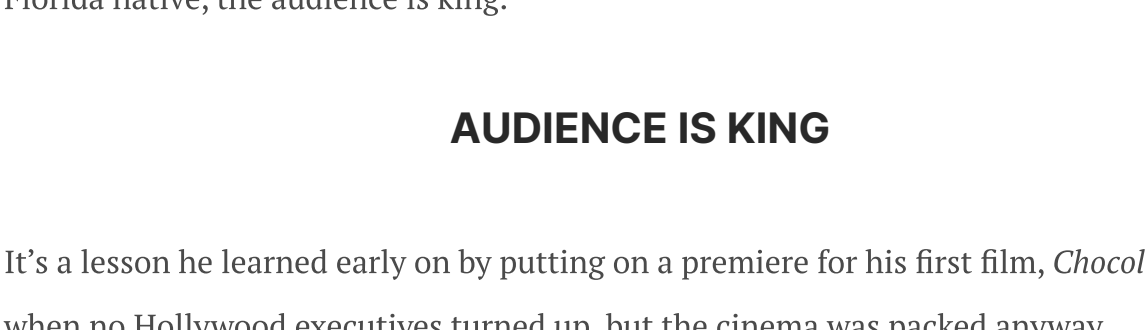 Florida native, the audience is king.
AUDIENCE IS KING
It’s a lesson he learned early on by putting on a premiere for his first film, Chocol
when no Hollywood executives turned up, but the cinema was packed anyway.